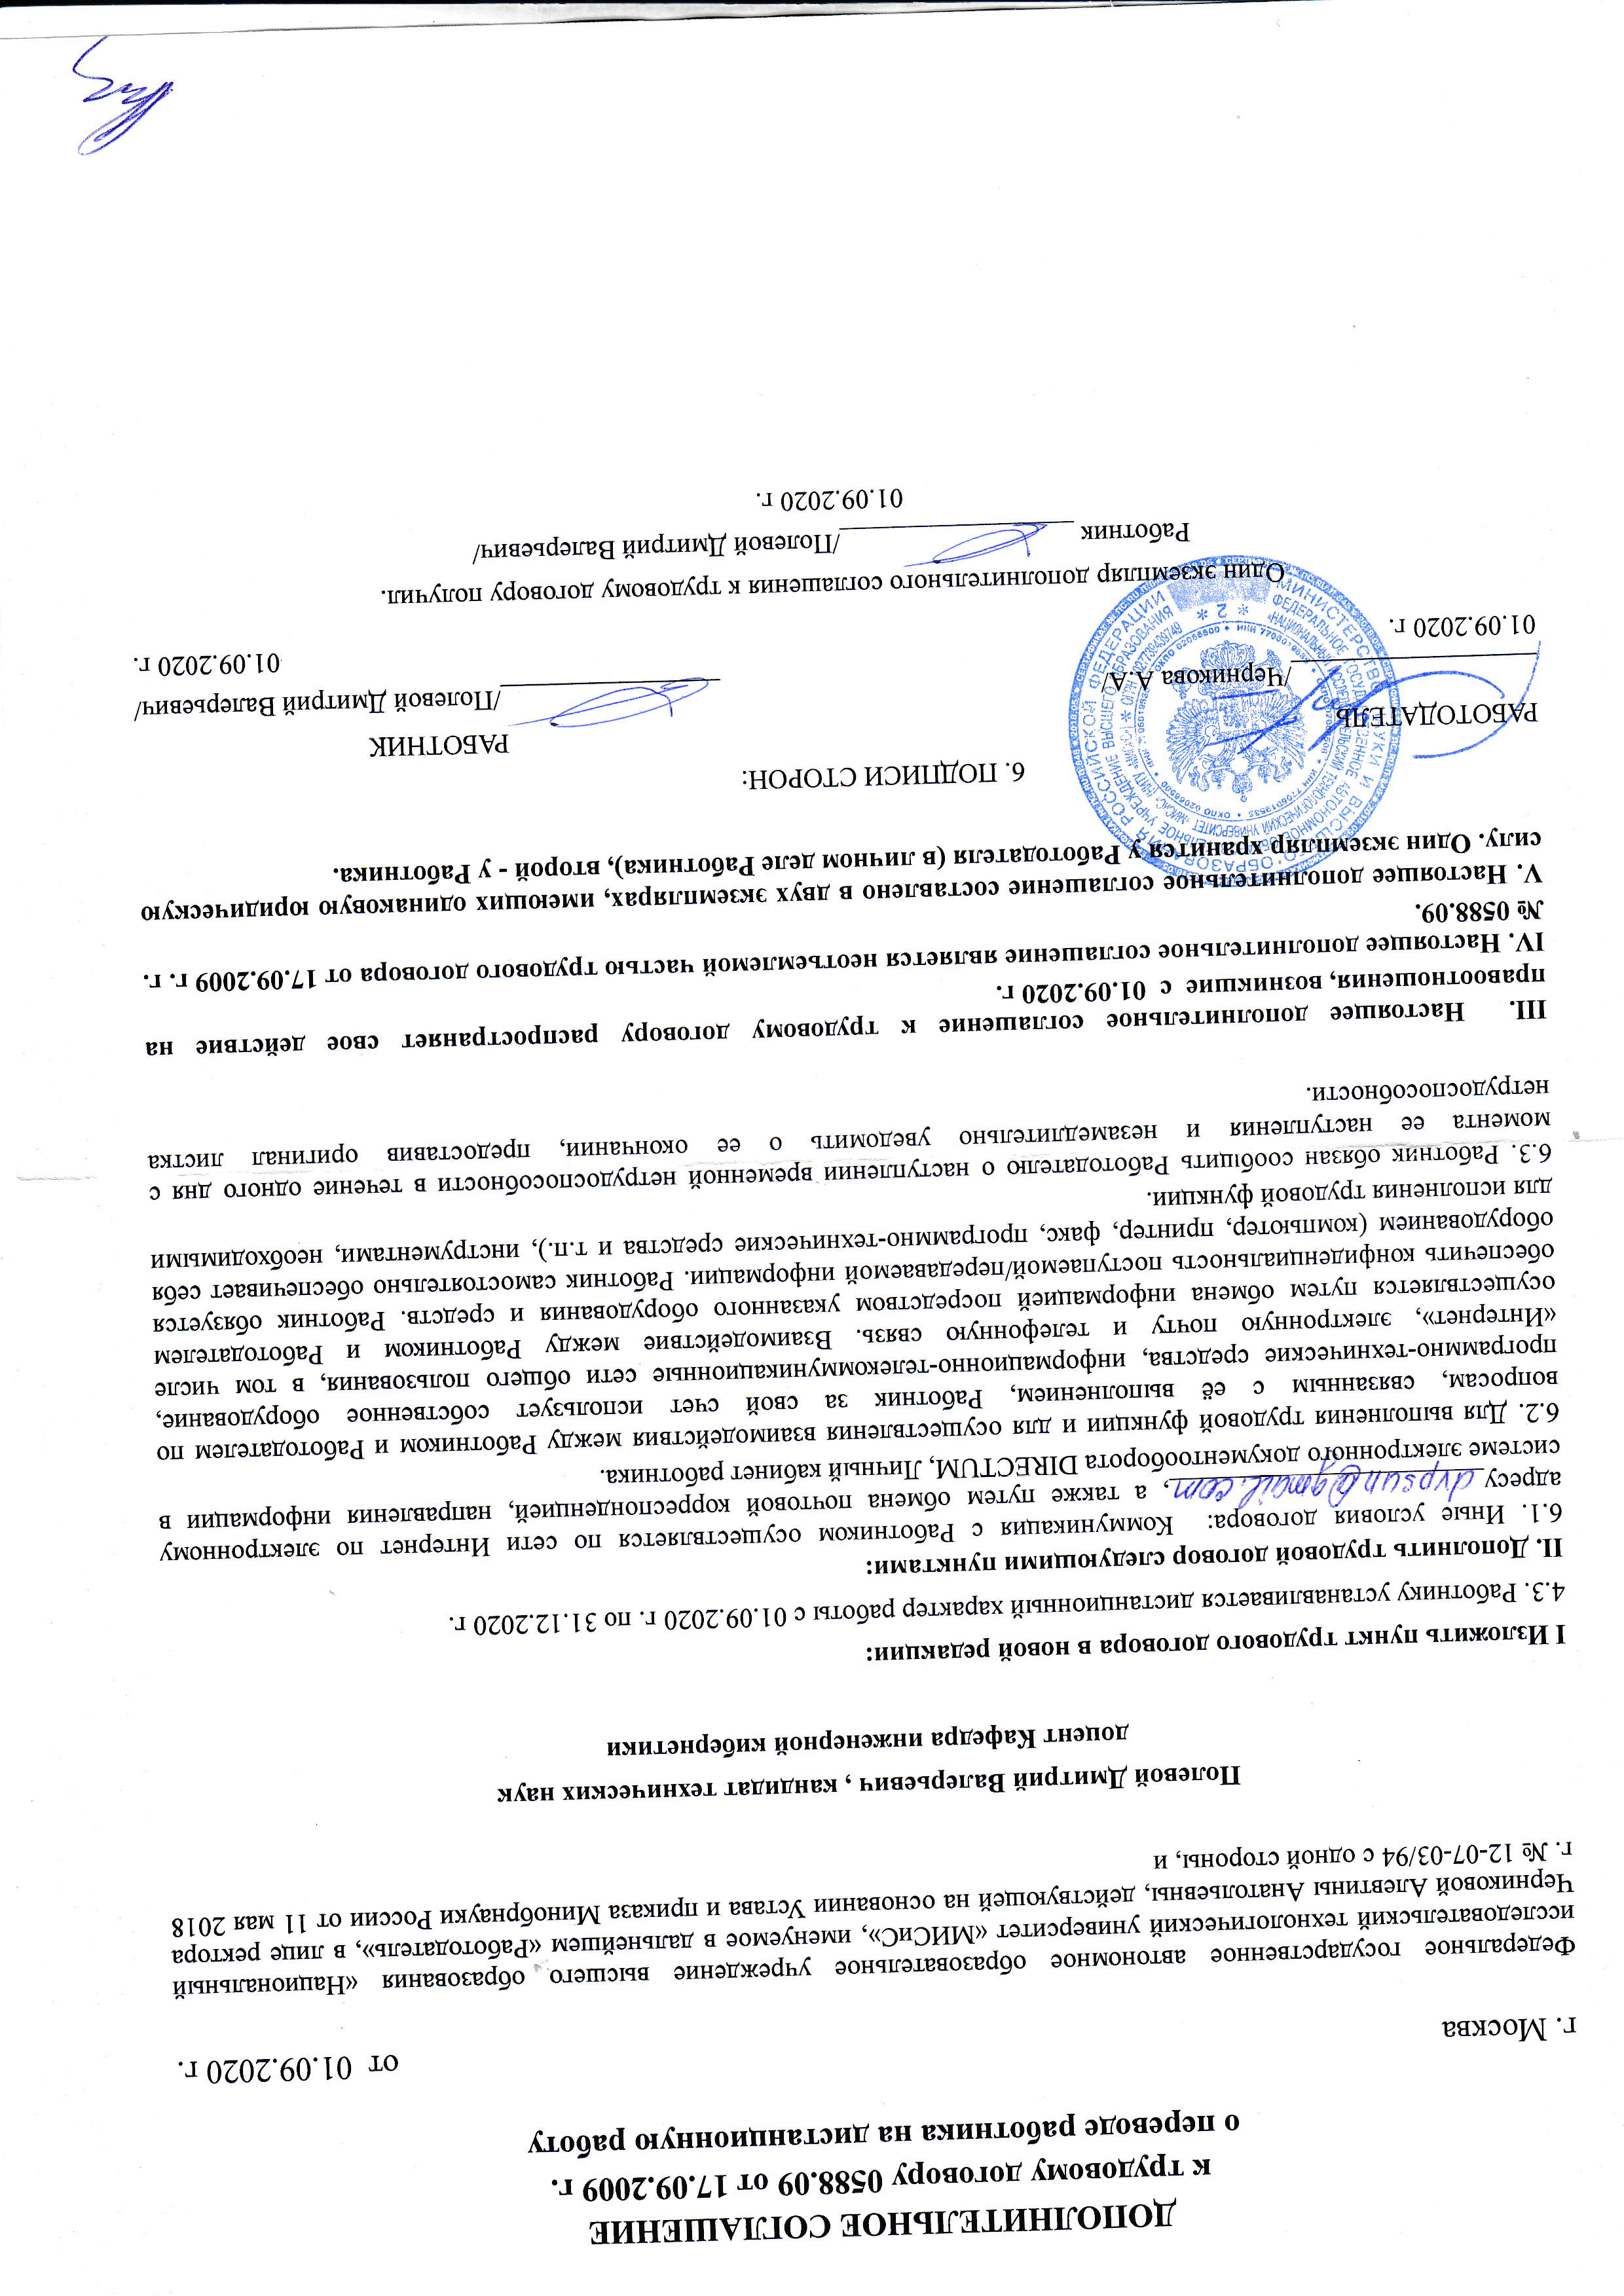 ДОПОЛНИТЕЛЬНОЕ СОГЛАШЕНИЕ
к трудовому договору 0588.09 от 17.09.2009 г.
о переводе работника на дистанционную работу
от 01.09.2020 г.
г. Москва
Федеральное государственное автономное образовательное учреждение высшего образования «Национальный
исследовательский технологический университет «МИСиС», именуемое в дальнейшем «Работодатель», в лице ректора
Черниковой Алевтины Анатольевны, действующей на основании Устава и приказа Минобрнауки России от 11 мая 2018
г. № 12-07-03/94 с одной стороны, и
Полевой Дмитрий Валерьевич , кандидат технических наук
доцент Кафедра инженерной кибернетики
I Изложить пункт трудового договора в новой редакции:
4.3. Работнику устанавливается дистанционный характер работы с 01.09.2020 г. по 31.12.2020 г.
II. Дополнить трудовой договор следующими пунктами:
6.1. Иные условия договора: Коммуникация с Работником осуществляется по сети Интернет по электронному
адресу dvpsun@gmail.com, а также путем обмена почтовой корреспонденцией, направления информации в
системе электронного документооборота DIRECTUM, Личный кабинет работника.
6.2. Для выполнения трудовой функции и для осуществления взаимодействия между Работником и Работодателем по
вопросам, связанным с её выполнением, Работник за свой счет использует собственное оборудование,
программно-технические средства, информационно-телекоммуникационные сети общего пользования, в том числе
«Интернет», электронную почту и телефонную связь. Взаимодействие между Работником и Работодателем
осуществляется путем обмена информацией посредством указанного оборудования и средств. Работник обязуется
обеспечить конфиденциальность поступаемой/передаваемой информации. Работник самостоятельно обеспечивает себя
оборудованием (компьютер, принтер, факс, программно-технические средства и т.п.), инструментами, необходимыми
для исполнения трудовой функции.
6.3. Работник обязан сообщить Работодателю о наступлении временной нетрудоспособности в течение одного дня с
момента ее наступления и незамедлительно уведомить о ее окончании, предоставив оригинал листка
нетрудоспособности.
III. Настоящее дополнительное соглашение к трудовому договору распространяет свое действие на
правоотношения, возникшие с 01.09.2020 г.
IV. Настоящее дополнительное соглашение является неотъемлемой частью трудового договора от 17.09.2009 г. г.
№ 0588.09.
V. Настоящее дополнительное соглашение составлено в двух экземплярах, имеющих одинаковую юридическую
силу. Один экземпляр хранится у Работодателя (в личном деле Работника), второй - у Работника.
6. ПОДПИСИ СТОРОН:
РАБОТОДАТЕЛЬ
РАБОТНИК
/Черникова А.А/
/Полевой Дмитрий Валерьевич/
01.09.2020 г.
01.09.2020 г.
Один экземпляр дополнительного соглашения к трудовому договору получил.
Работник /Полевой Дмитрий Валерьевич/
01.09.2020 г.
МИНИСТЕРСТВО НАУКИ И ВЫСШЕГО ОБРАЗОВАНИЯ РОССИЙСКОЙ ФЕДЕРАЦИИ
* 2 *